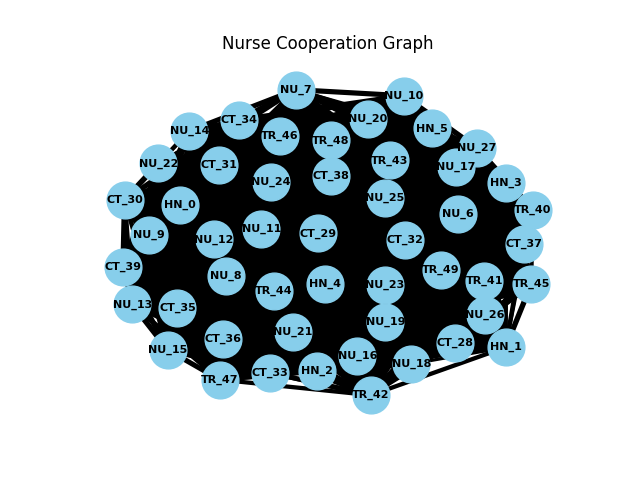 Nurse Cooperation Graph
NU_7
NU_10
CT_34
NU_20
HN_5
NU_14
TR_46
TR_48
NU_27
NU_22
CT_31
TR_43
NU_17
NU_24
CT_38
HN_3
CT_30
HN_0
NU_25
TR_40
NU_6
NU_9
NU_12
NU_11
CT_29
CT_32
CT_37
CT_39
NU_8
TR_49
TR_44
HN_4
NU_23
TR_41
TR_45
NU_13
CT_35
NU_26
NU_19
CT_36
NU_21
NU_15
CT_28
HN_1
NU_16
NU_18
TR_47
CT_33
HN_2
TR_42